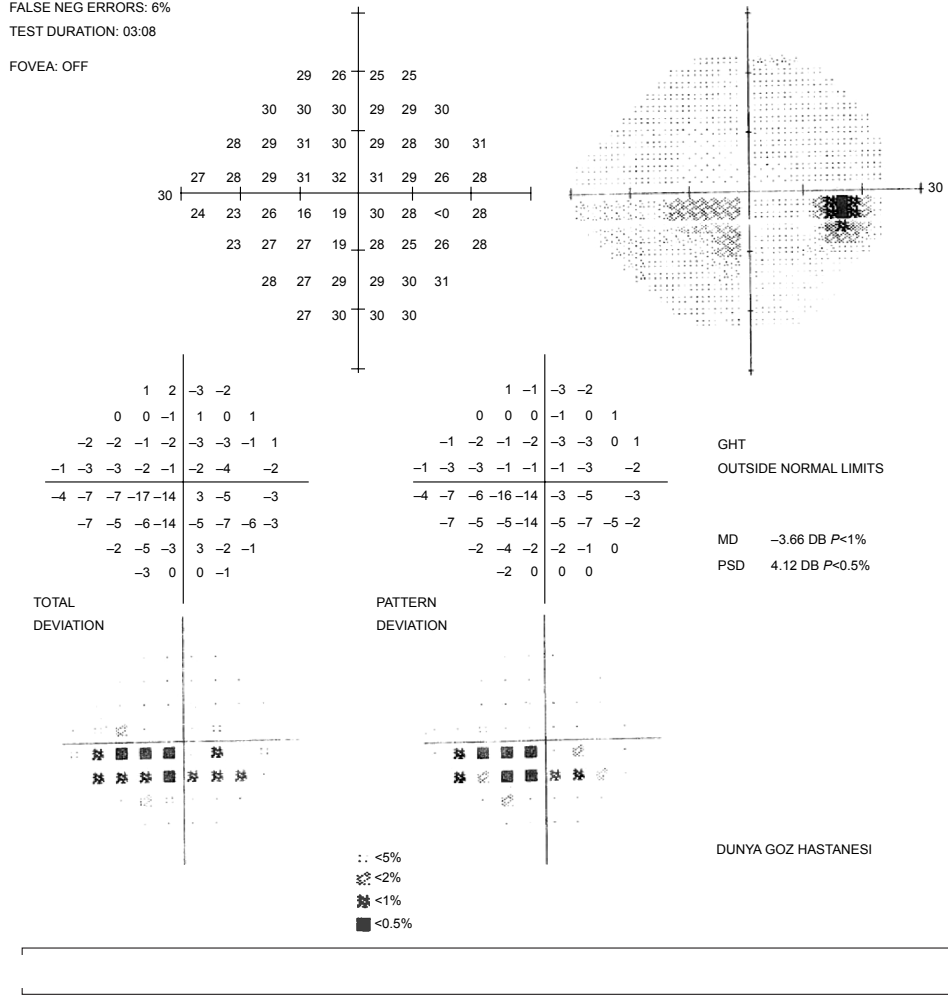 FALSE NEG ERRORS: 6%
TEST DURATION: 03:08
FOVEA: OFF
29 26 25 25
30 30 30 29 29 30
28 29 31 30 29 28 30 31
27 28 29 31 32 31 29 26 28
30 30
24 23 26 16 19 30 28 <0 28
23 27 27 19 28 25 26 28
28 27 29 29 30 31
27 30 30 30
1 2 –3 –2 1 –1 –3 –2
0 0 –1 1 0 1 0 0 0 –1 0 1
–2 –2 –1 –2 –3 –3 –1 1 –1 –2 –1 –2 –3 –3 0 1
–1 –3 –3 –2 –1 –2 –4 –2 –1 –3 –3 –1 –1 –1 –3 –2
–4 –7 –7 –17 –14 3 –5 –3 –4 –7 –6 –16 –14 –3 –5 –3
–7 –5 –6 –14 –5 –7 –6 –3 –7 –5 –5 –14 –5 –7 –5 –2
–2 –5 –3 3 –2 –1 –2 –4 –2 –2 –1 0
–3 0 0 –1 –2 0 0 0
GHT
OUTSIDE NORMAL LIMITS
MD –3.66 DB P<1%
PSD 4.12 DB P<0.5%
TOTAL
DEVIATION
PATTERN
DEVIATION
<5%
<2%
<1%
<0.5%
DUNYA GOZ HASTANESI